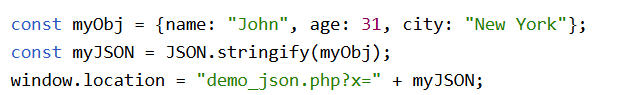 const myObj = {name: "John", age: 31, city: "New York"};
const myJSON = JSON.stringify(myObj);
window.location = "demo_json.php?x=" + myJSON;